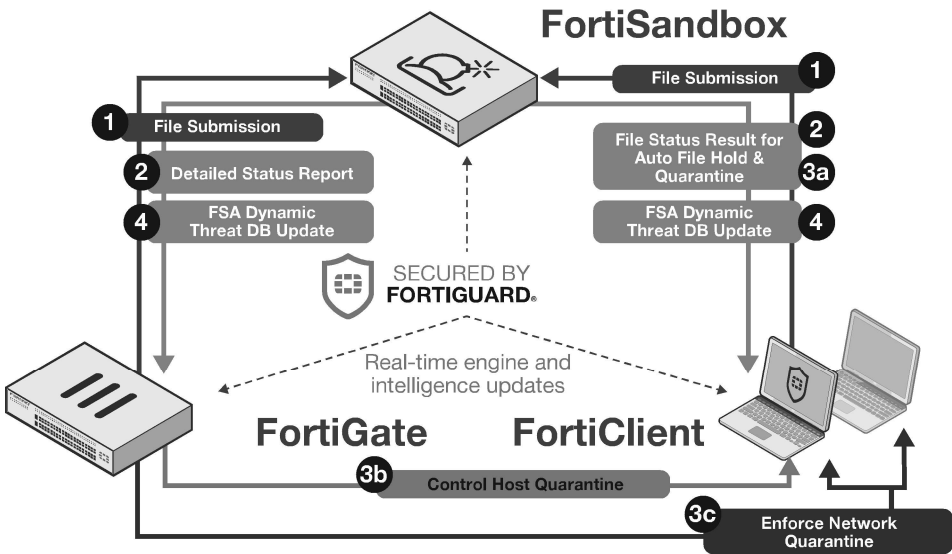 FortiSandbox
File Submission 1
1 File Submission
File Status Result for
Auto File Hold &
Quarantine
2
3a
2 Detailed Status Report
4 FSA Dynamic
Threat DB Update
FSA Dynamic
Threat DB Update 4
SECURED BY
FORTIGUARD®
Real-time engine and
intelligence updates
FortiGate
FortiClient
3b Control Host Quarantine
3c Enforce Network
Quarantine